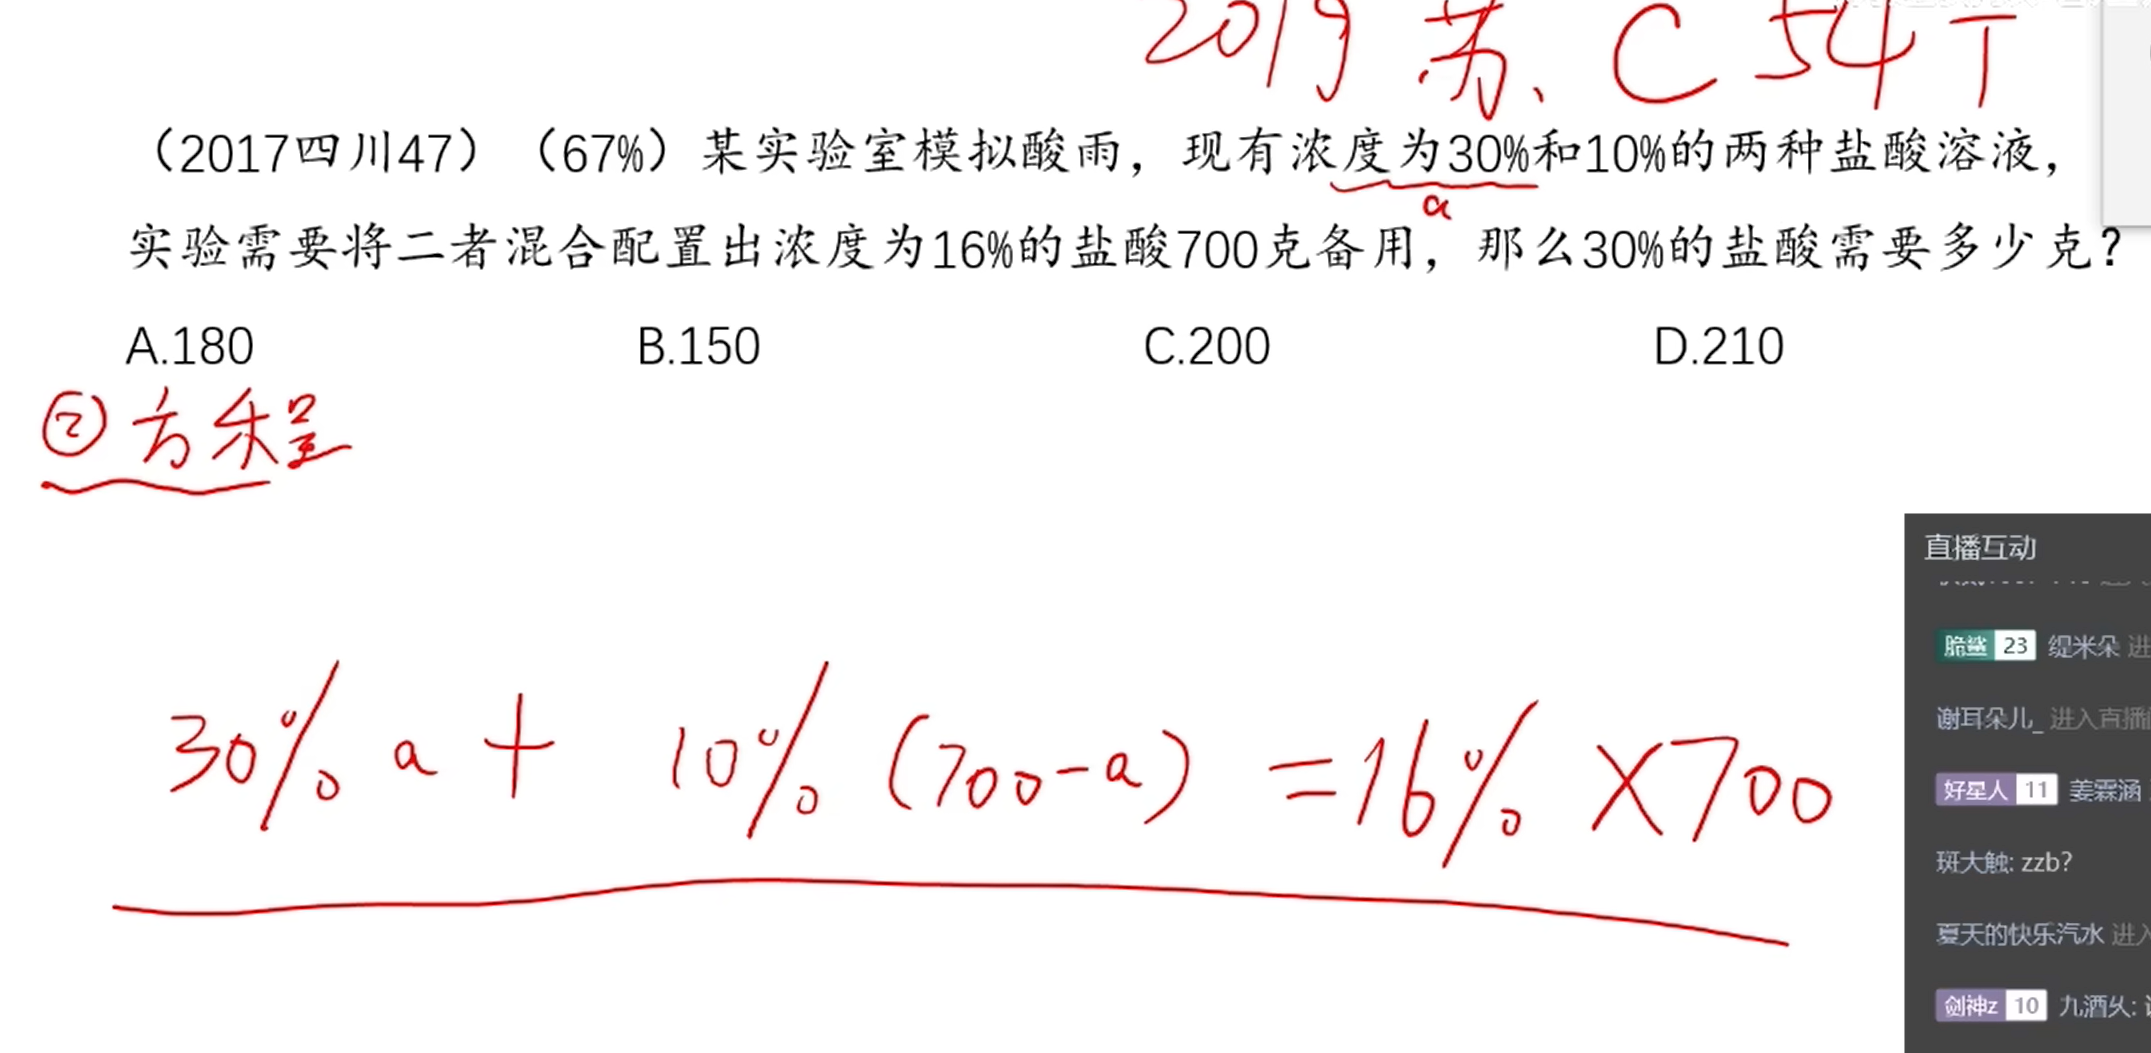 2019 苏、C 54T
（2017四川47）（67%）某实验室模拟酸雨，现有浓度为30%和10%的两种盐酸溶液，
a
实验需要将二者混合配置出浓度为16%的盐酸700克备用，那么30%的盐酸需要多少克？
A.180 B.150 C.200 D.210
②方程
30% a + 10% (700-a) =16% ×700
直播互动
脆鲨 23 缇米朵 进
谢耳朵儿_ 进入直播
好星人 11 姜霖涵
斑大触: zzb?
夏天的快乐汽水 进入
剑神z 10 九酒乆: